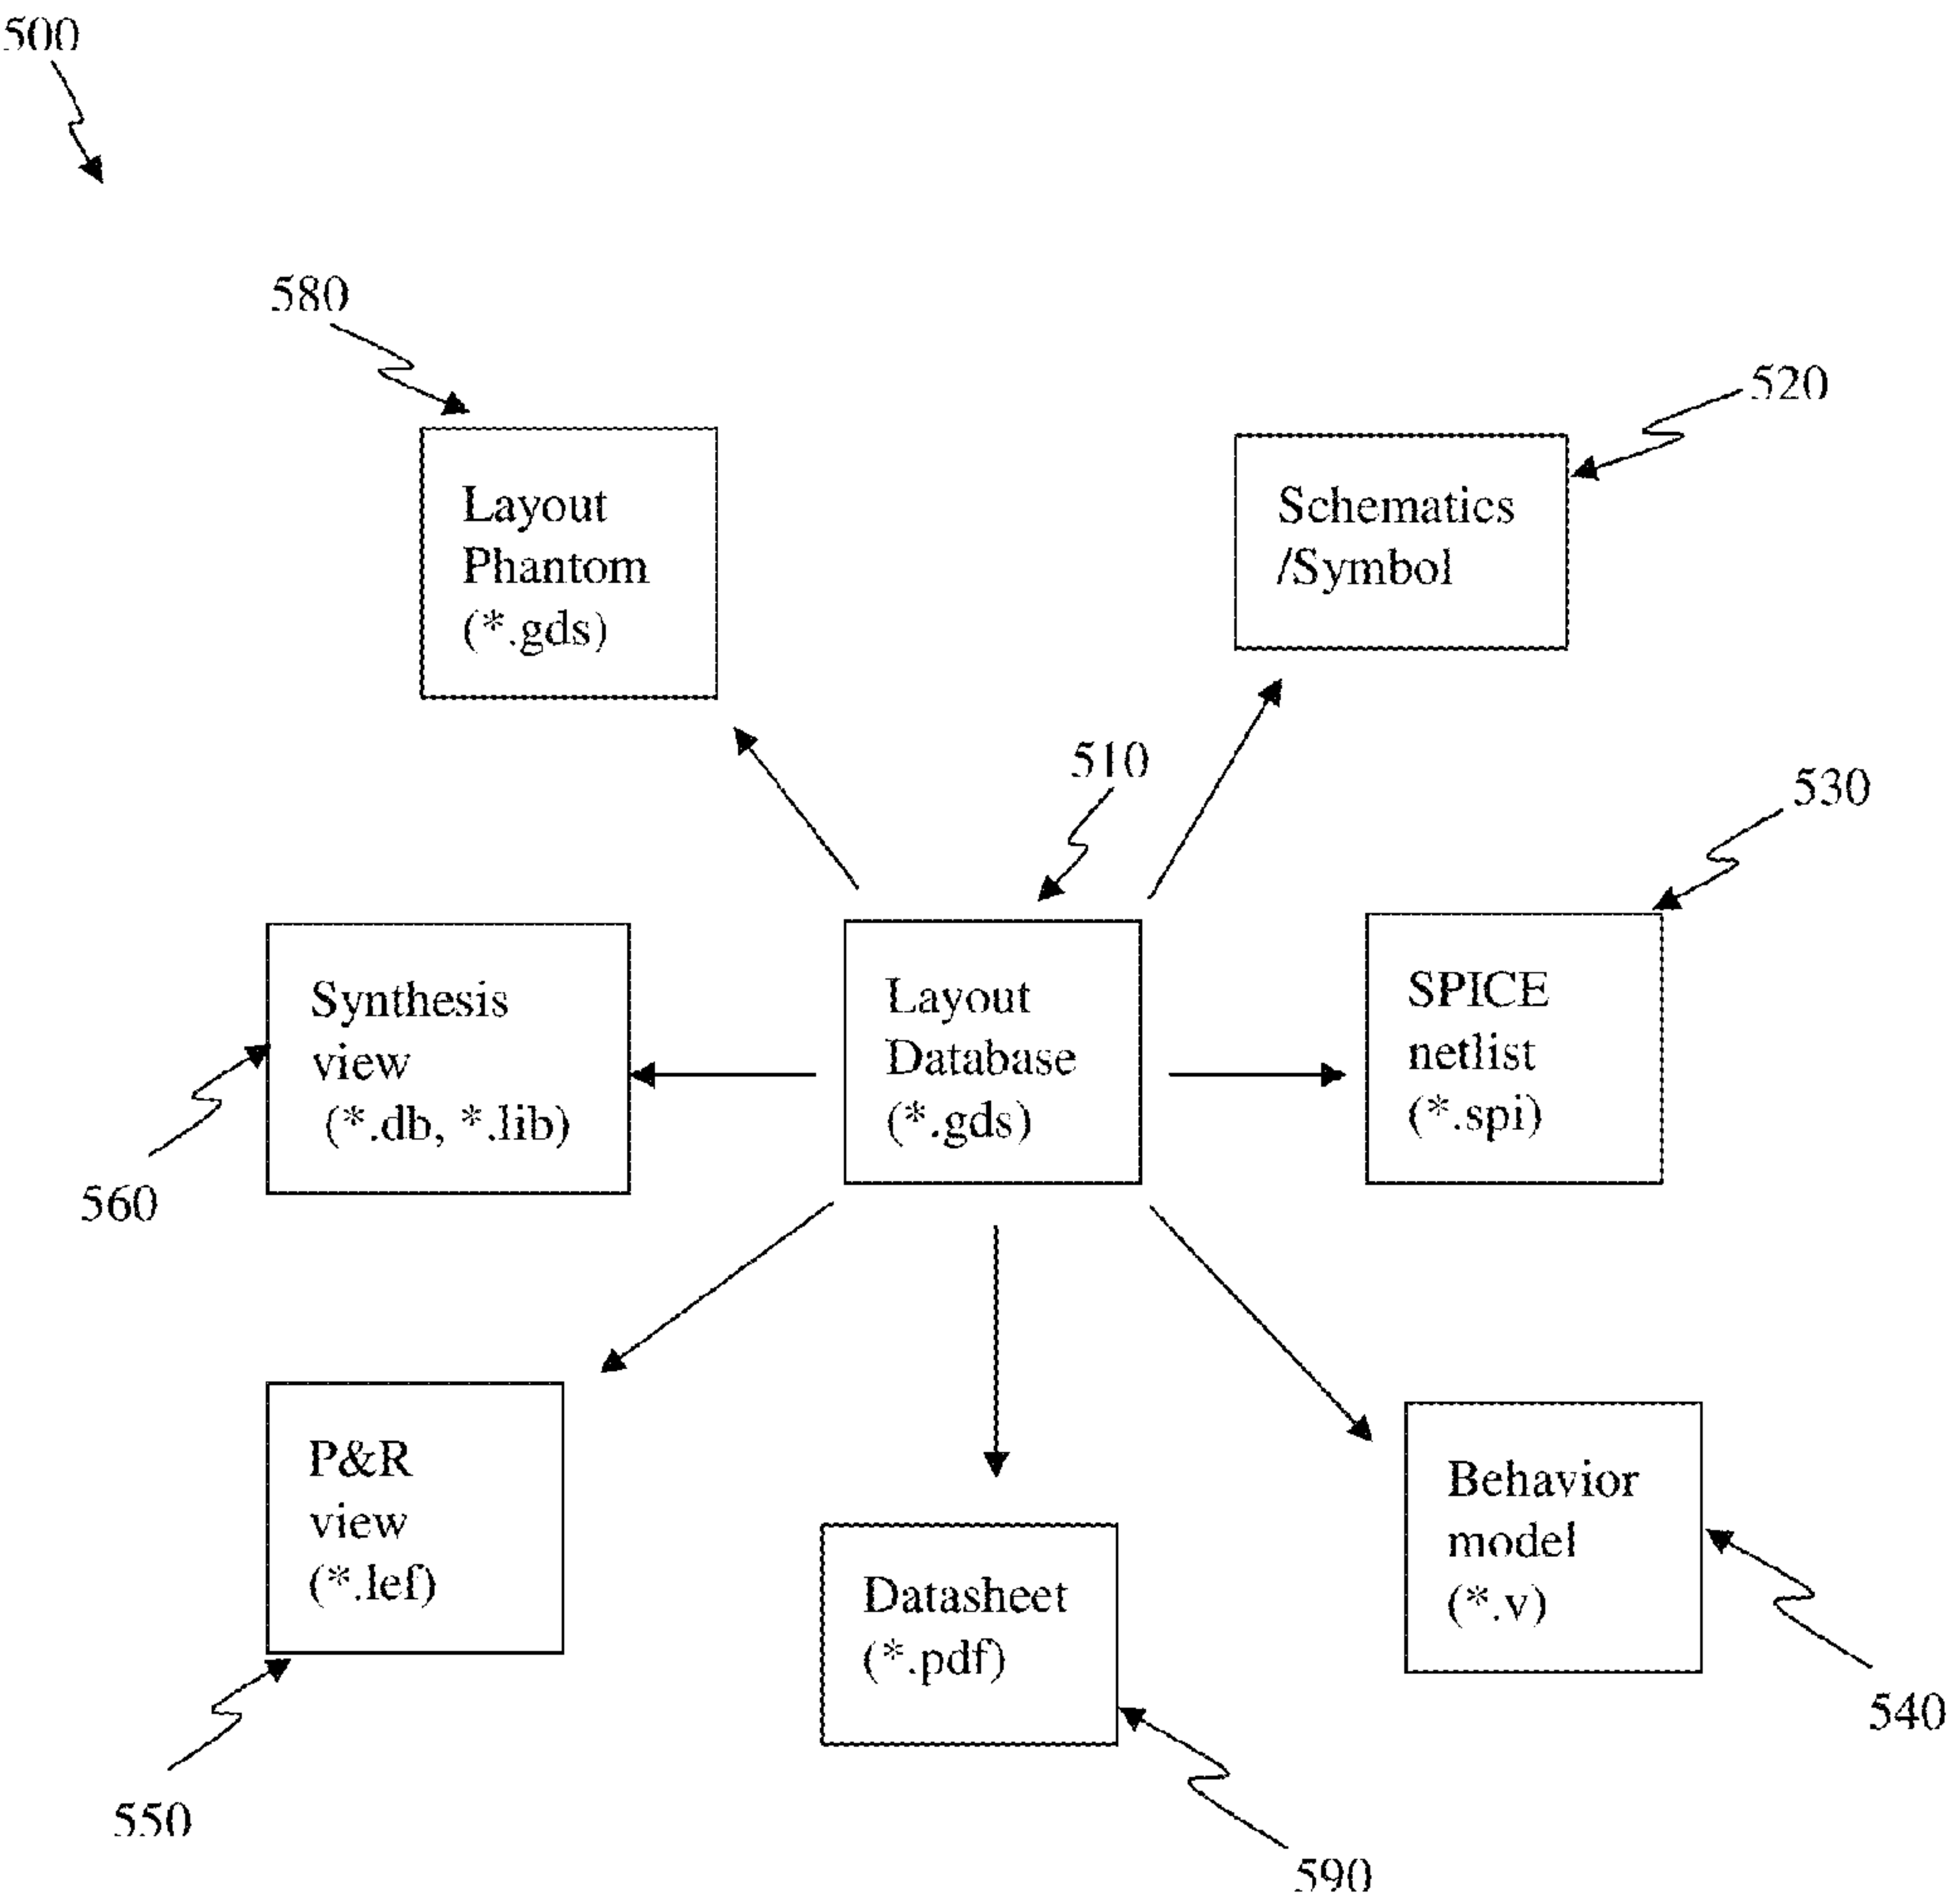 500
580
520
Layout
Phantom
(*.gds)
Schematics
/Symbol
510
530
Synthesis
view
(*.db, *.lib)
Layout
Database
(*.gds)
SPICE
netlist
(*.spi)
560
P&R
view
(*.lef)
Datasheet
(*.pdf)
Behavior
model
(*.v)
540
550
590